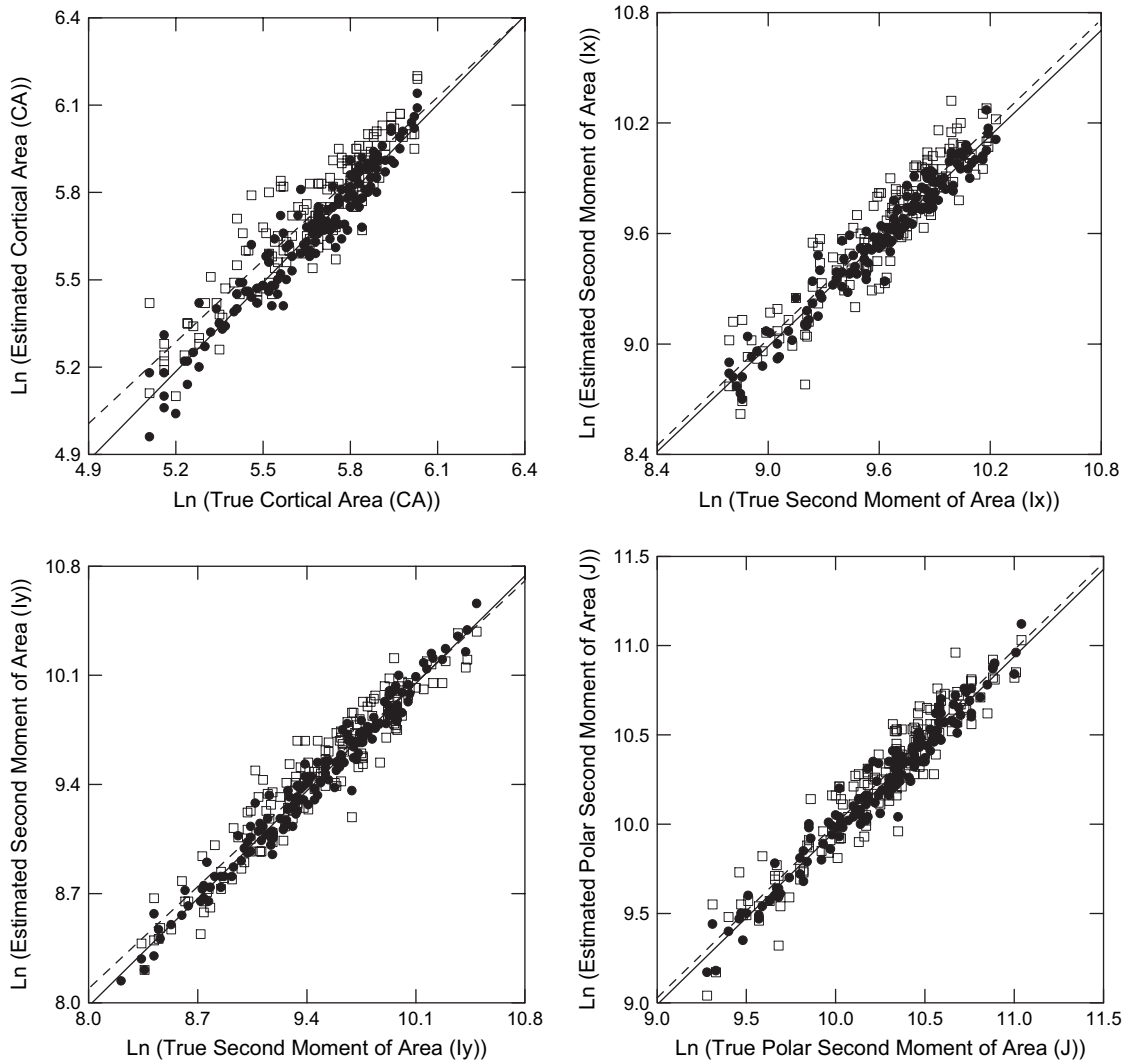 Ln (Estimated Cortical Area (CA))
6.4
6.1
5.8
5.5
5.2
4.9
4.9 5.2 5.5 5.8 6.1 6.4
Ln (True Cortical Area (CA))
Ln (Estimated Second Moment of Area (Ix))
10.8
10.2
9.6
9.0
8.4
8.4 9.0 9.6 10.2 10.8
Ln (True Second Moment of Area (Ix))
Ln (Estimated Second Moment of Area (Iy))
10.8
10.1
9.4
8.7
8.0
8.0 8.7 9.4 10.1 10.8
Ln (True Second Moment of Area (Iy))
Ln (Estimated Polar Second Moment of Area (J))
11.5
11.0
10.5
10.0
9.5
9.0
9.0 9.5 10.0 10.5 11.0 11.5
Ln (True Polar Second Moment of Area (J))